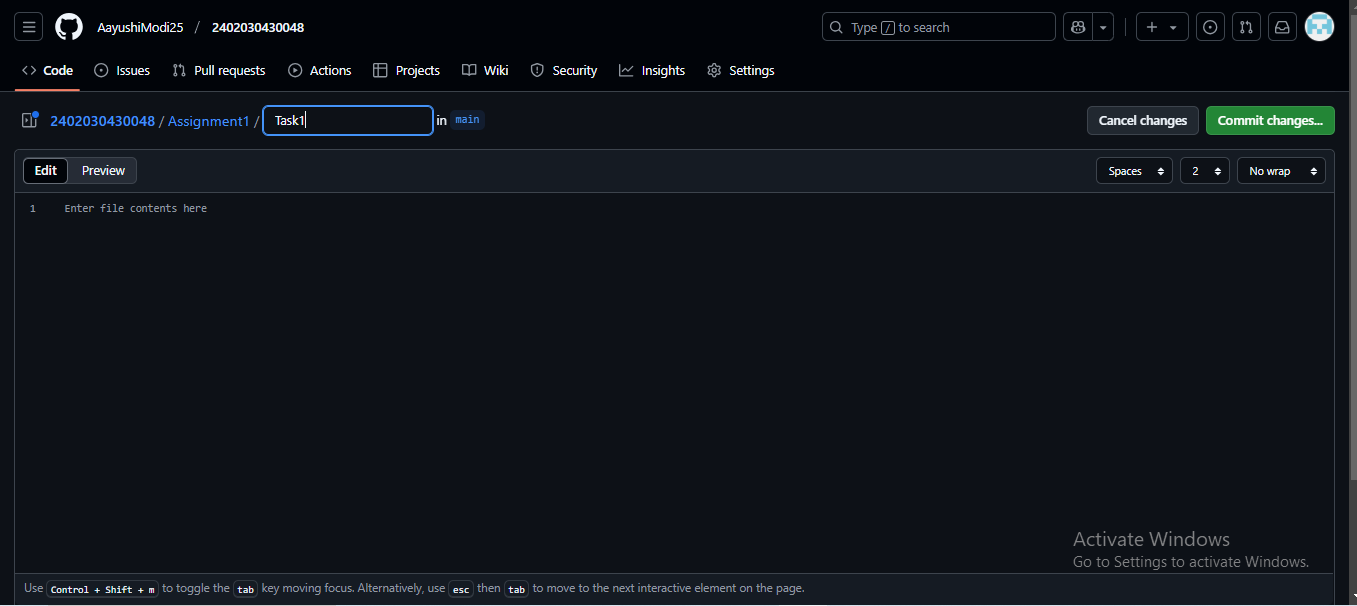 AayushiModi25 / 2402030430048 Type / to search
Code Issues Pull requests Actions Projects Wiki Security Insights Settings
2402030430048 / Assignment1 / Task1 in main Cancel changes Commit changes...
Edit Preview Spaces 2 No wrap
1 Enter file contents here
Activate Windows
Go to Settings to activate Windows.
Use Control + Shift + m to toggle the tab key moving focus. Alternatively, use esc then tab to move to the next interactive element on the page.